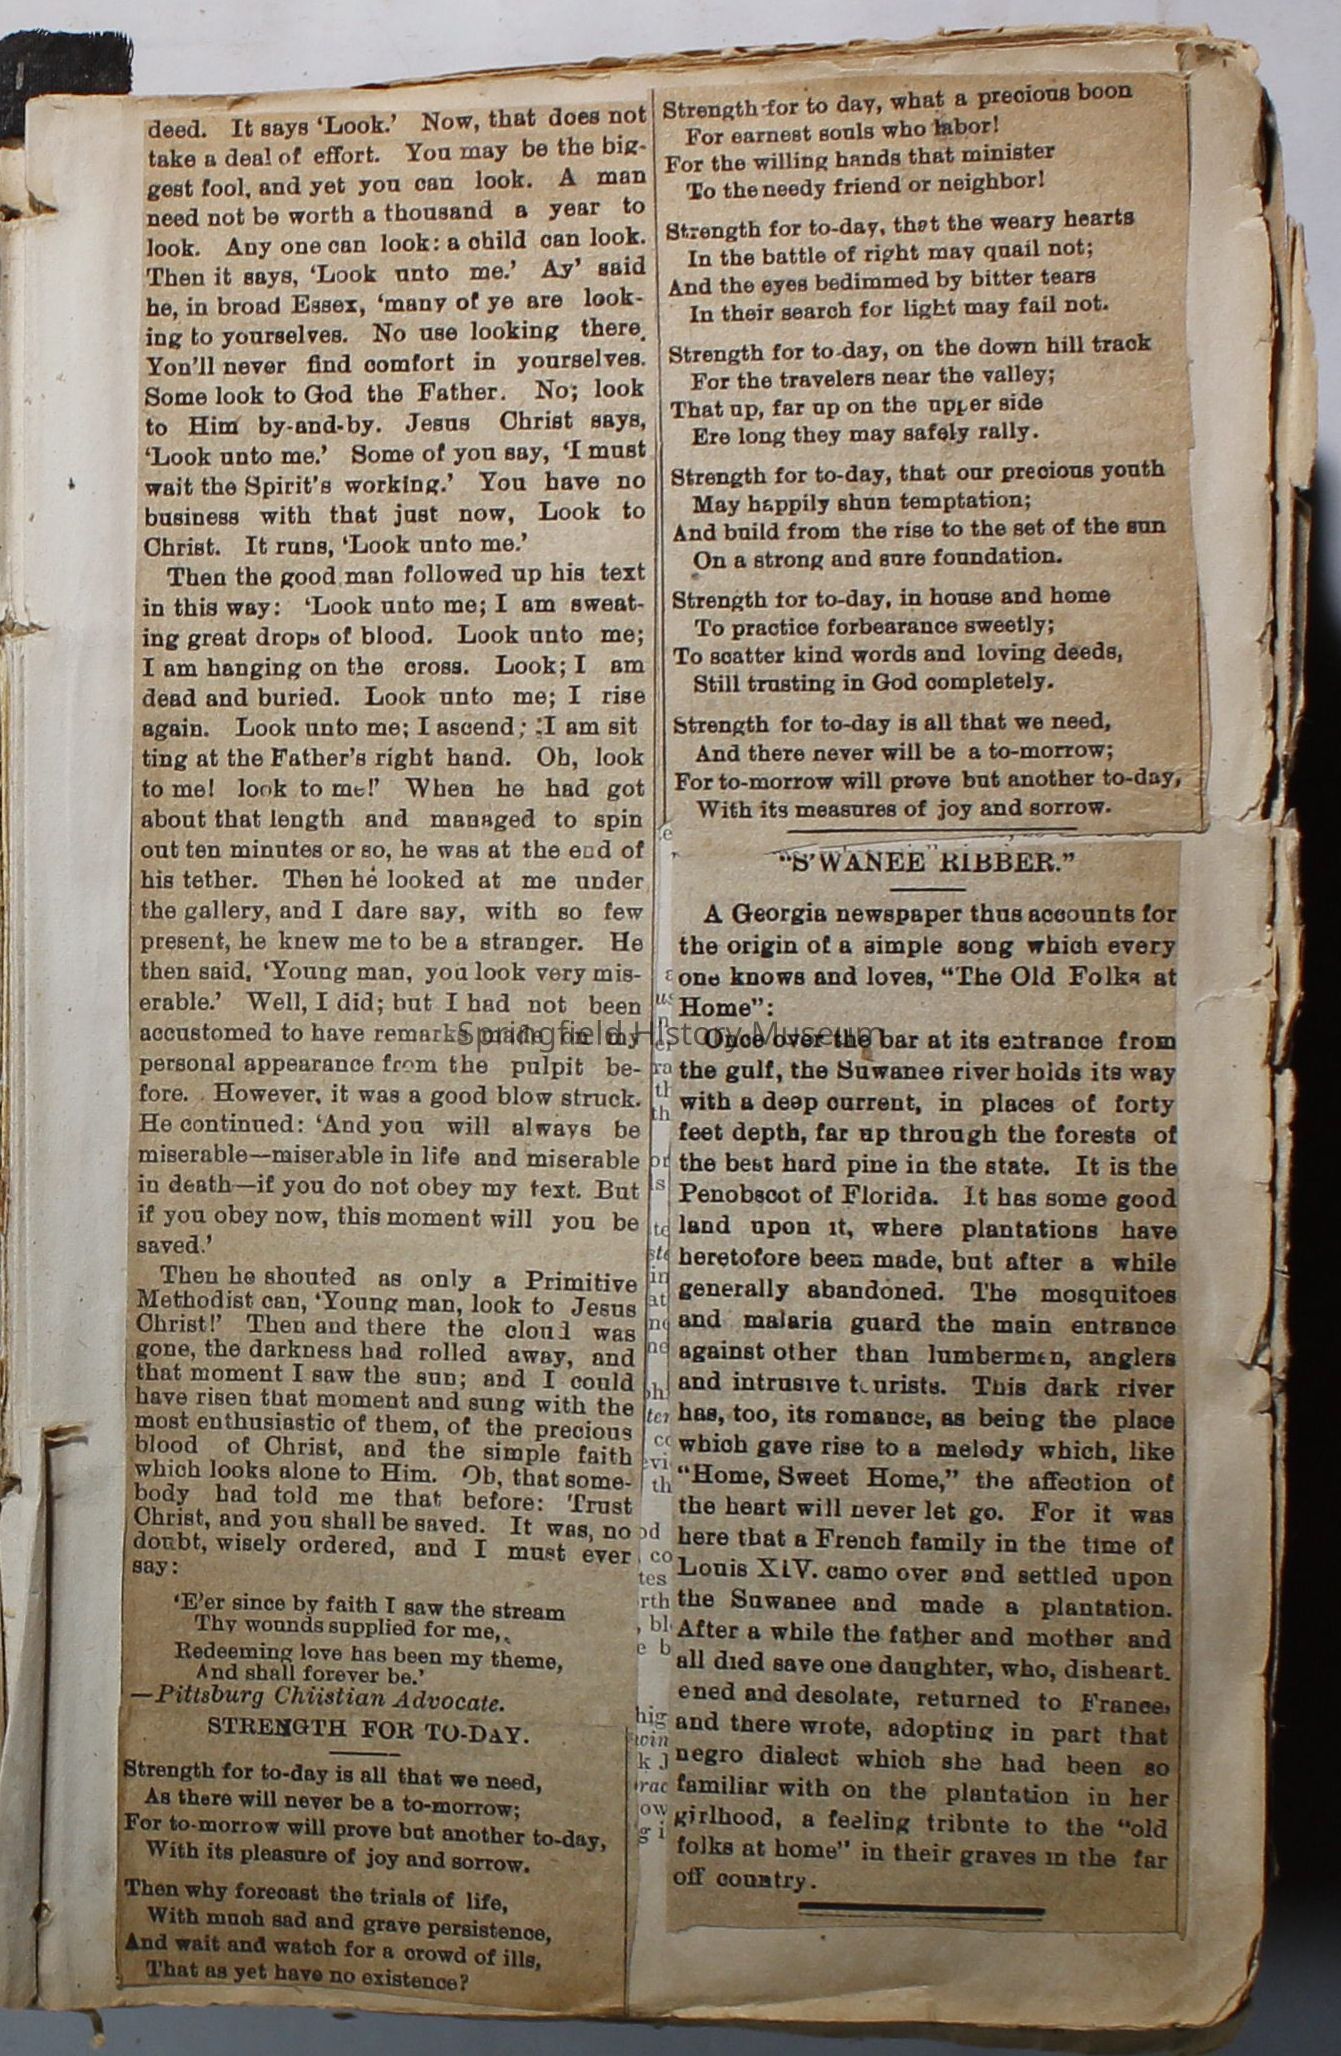 deed. It says ‘Look.’ Now, that does not
take a deal of effort. You may be the big-
gest fool, and yet you can look. A man
need not be worth a thousand a year to
look. Any one can look: a child can look.
Then it says, ‘Look unto me.’ Ay’ said
he, in broad Essex, ‘many of ye are look-
ing to yourselves. No use looking there.
You'll never find comfort in yourselves.
Some look to God the Father. No; look
to Him by-and-by. Jesus Christ says,
‘Look unto me.’ Some of you say, ‘I must
wait the Spirit's working.’ You have no
business with that just now, Look to
Christ. It runs, ‘Look unto me.’
Then the good man followed up his text
in this way: ‘Look unto me; I am sweat-
ing great drops of blood. Look unto me;
I am hanging on the cross. Look; I am
dead and buried. Look unto me; I rise
again. Look unto me; I ascend; I am sit
ting at the Father's right hand. Oh, look
to me! look to me!’ When he had got
about that length and managed to spin
out ten minutes or so, he was at the end of
his tether. Then he looked at me under
the gallery, and I dare say, with so few
present, he knew me to be a stranger. He
then said, ‘Young man, you look very mis-
erable.’ Well, I did; but I had not been
accustomed to have remarks made on my
personal appearance from the pulpit be-
fore. However, it was a good blow struck.
He continued: ‘And you will always be
miserable—miserable in life and miserable
in death—if you do not obey my text. But
if you obey now, this moment will you be
saved.’
Then he shouted as only a Primitive
Methodist can, ‘Young man, look to Jesus
Christ!’ Then and there the cloud was
gone, the darkness had rolled away, and
that moment I saw the sun; and I could
have risen that moment and sung with the
most enthusiastic of them, of the precious
blood of Christ, and the simple faith
which looks alone to Him. Oh, that some-
body had told me that before: Trust
Christ, and you shall be saved. It was, no
doubt, wisely ordered, and I must ever
say:
‘E'er since by faith I saw the stream
Thy wounds supplied for me,
Redeeming love has been my theme,
And shall forever be.’
—Pittsburg Chiistian Advocate.
STRENGTH FOR TO-DAY.
Strength for to-day is all that we need,
As there will never be a to-morrow;
For to-morrow will prove but another to-day,
With its pleasure of joy and sorrow.
Then why forecast the trials of life,
With much sad and grave persistence,
And wait and watch for a crowd of ills,
That as yet have no existence?
Strength for to day, what a precious boon
For earnest souls who labor!
For the willing hands that minister
To the needy friend or neighbor!
Strength for to-day, that the weary hearts
In the battle of right may quail not;
And the eyes bedimmed by bitter tears
In their search for light may fail not.
Strength for to-day, on the down hill track
For the travelers near the valley;
That up, far up on the upper side
Ere long they may safely rally.
Strength for to-day, that our precious youth
May happily shun temptation;
And build from the rise to the set of the sun
On a strong and sure foundation.
Strength for to-day, in house and home
To practice forbearance sweetly;
To scatter kind words and loving deeds,
Still trusting in God completely.
Strength for to-day is all that we need,
And there never will be a to-morrow;
For to-morrow will prove but another to-day,
With its measures of joy and sorrow.
“S'WANEE RIBBER.”
A Georgia newspaper thus accounts for
the origin of a simple song which every
one knows and loves, “The Old Folks at
Home”:
Once over the bar at its entrance from
the gulf, the Suwanee river holds its way
with a deep current, in places of forty
feet depth, far up through the forests of
the best hard pine in the state. It is the
Penobscot of Florida. It has some good
land upon it, where plantations have
heretofore been made, but after a while
generally abandoned. The mosquitoes
and malaria guard the main entrance
against other than lumbermen, anglers
and intrusive tourists. This dark river
has, too, its romance, as being the place
which gave rise to a melody which, like
“Home, Sweet Home,” the affection of
the heart will never let go. For it was
here that a French family in the time of
Louis XIV. camo over and settled upon
the Suwanee and made a plantation.
After a while the father and mother and
all died save one daughter, who, disheart-
ened and desolate, returned to France,
and there wrote, adopting in part that
negro dialect which she had been so
familiar with on the plantation in her
girlhood, a feeling tribute to the “old
folks at home” in their graves in the far
off country.
Springfield History Museum